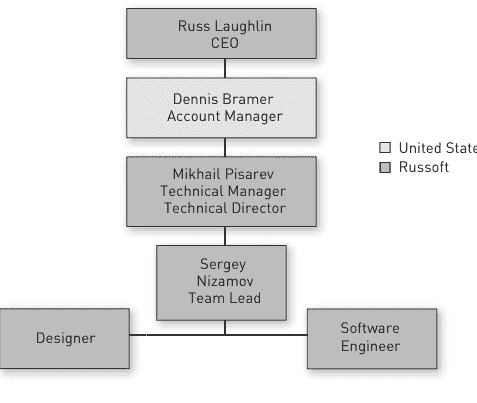 Russ Laughlin
CEO
Dennis Bramer
Account Manager
United State
Russoft
Mikhail Pisarev
Technical Manager
Technical Director
Sergey
Nizamov
Team Lead
Designer
Software
Engineer